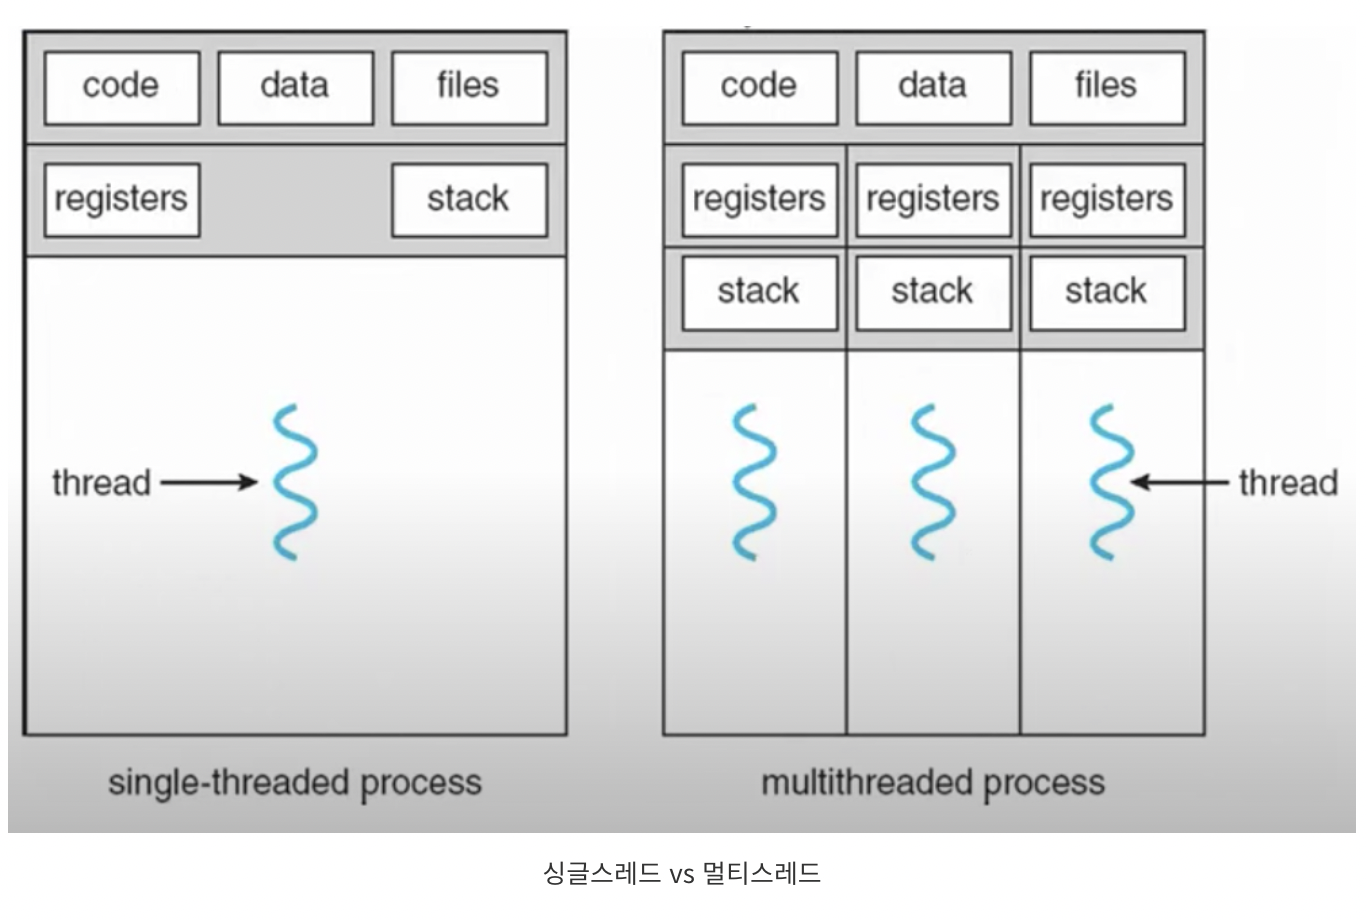 code data files
registers stack
thread
single-threaded process
code data files
registers registers registers
stack stack stack
thread
multithreaded process
싱글스레드 vs 멀티스레드